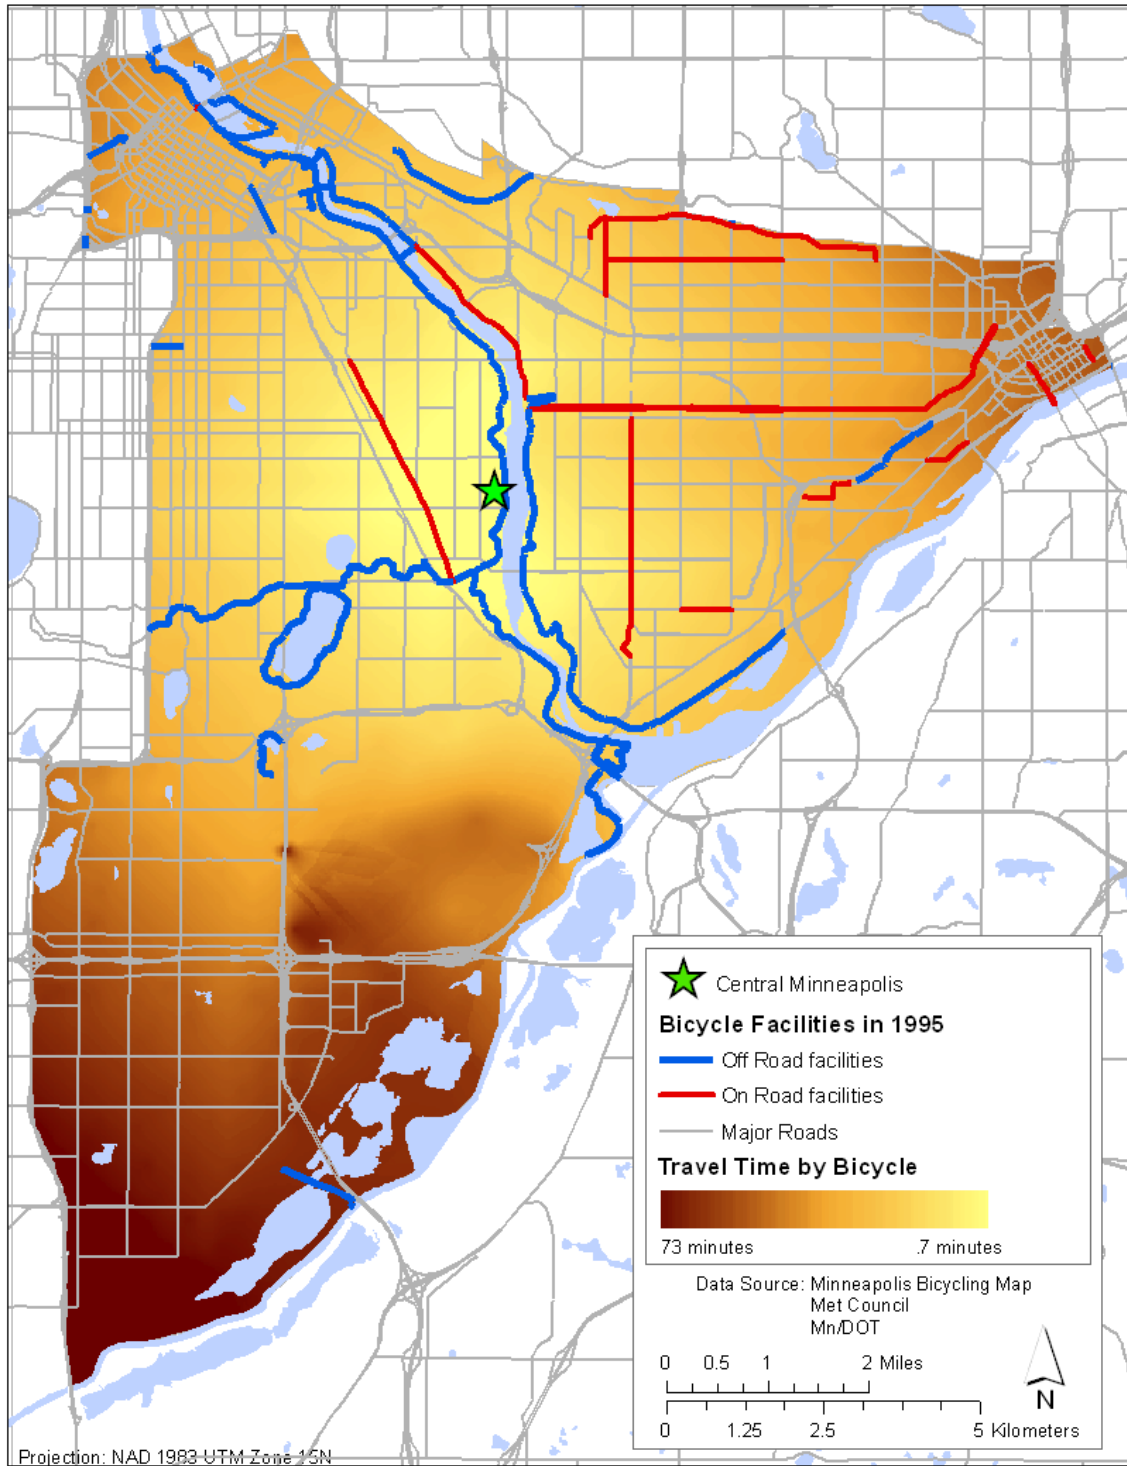 Central Minneapolis
Bicycle Facilities in 1995
Off Road facilities
On Road facilities
Major Roads
Travel Time by Bicycle
73 minutes .7 minutes
Data Source: Minneapolis Bicycling Map
Met Council
Mn/DOT
0 0.5 1 2 Miles
0 1.25 2.5 5 Kilometers
N
Projection: NAD 1983 UTM Zone 15N